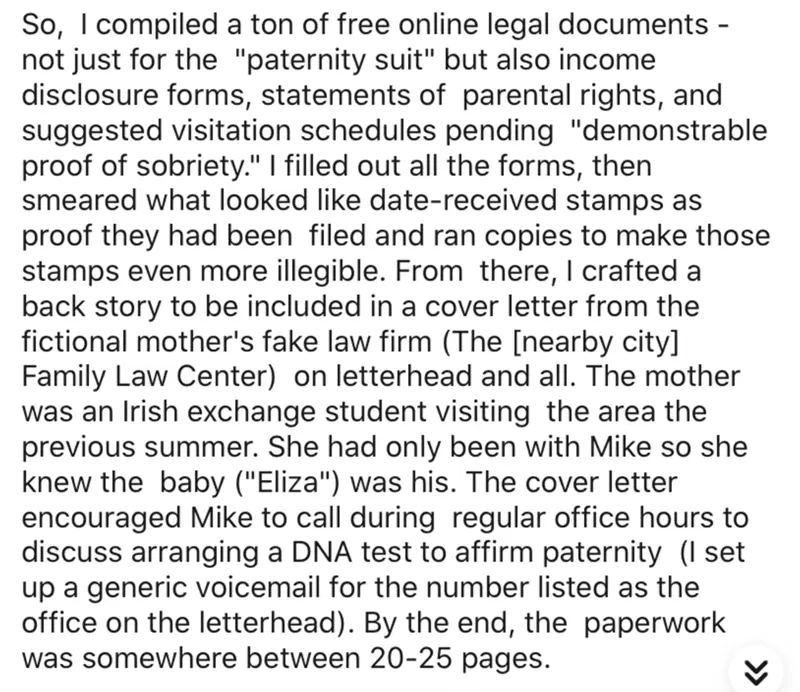 So,  I compiled a ton of free online legal documents -
not just for the  "paternity suit" but also income
disclosure forms, statements of  parental rights, and
suggested visitation schedules pending  "demonstrable
proof of sobriety." I filled out all the forms, then
smeared what looked like date-received stamps as
proof they had been  filed and ran copies to make those
stamps even more illegible. From  there, I crafted a
back story to be included in a cover letter from the
fictional mother's fake law firm (The [nearby city]
Family Law Center)  on letterhead and all. The mother
was an Irish exchange student visiting  the area the
previous summer. She had only been with Mike so she
knew the  baby ("Eliza") was his. The cover letter
encouraged Mike to call during  regular office hours to
discuss arranging a DNA test to affirm paternity  (I set
up a generic voicemail for the number listed as the
office on the letterhead). By the end, the  paperwork
was somewhere between 20-25 pages.